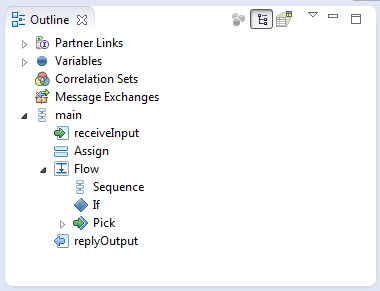 Outline
Partner Links
Variables
Correlation Sets
Message Exchanges
main
receiveInput
Assign
Flow
Sequence
If
Pick
replyOutput